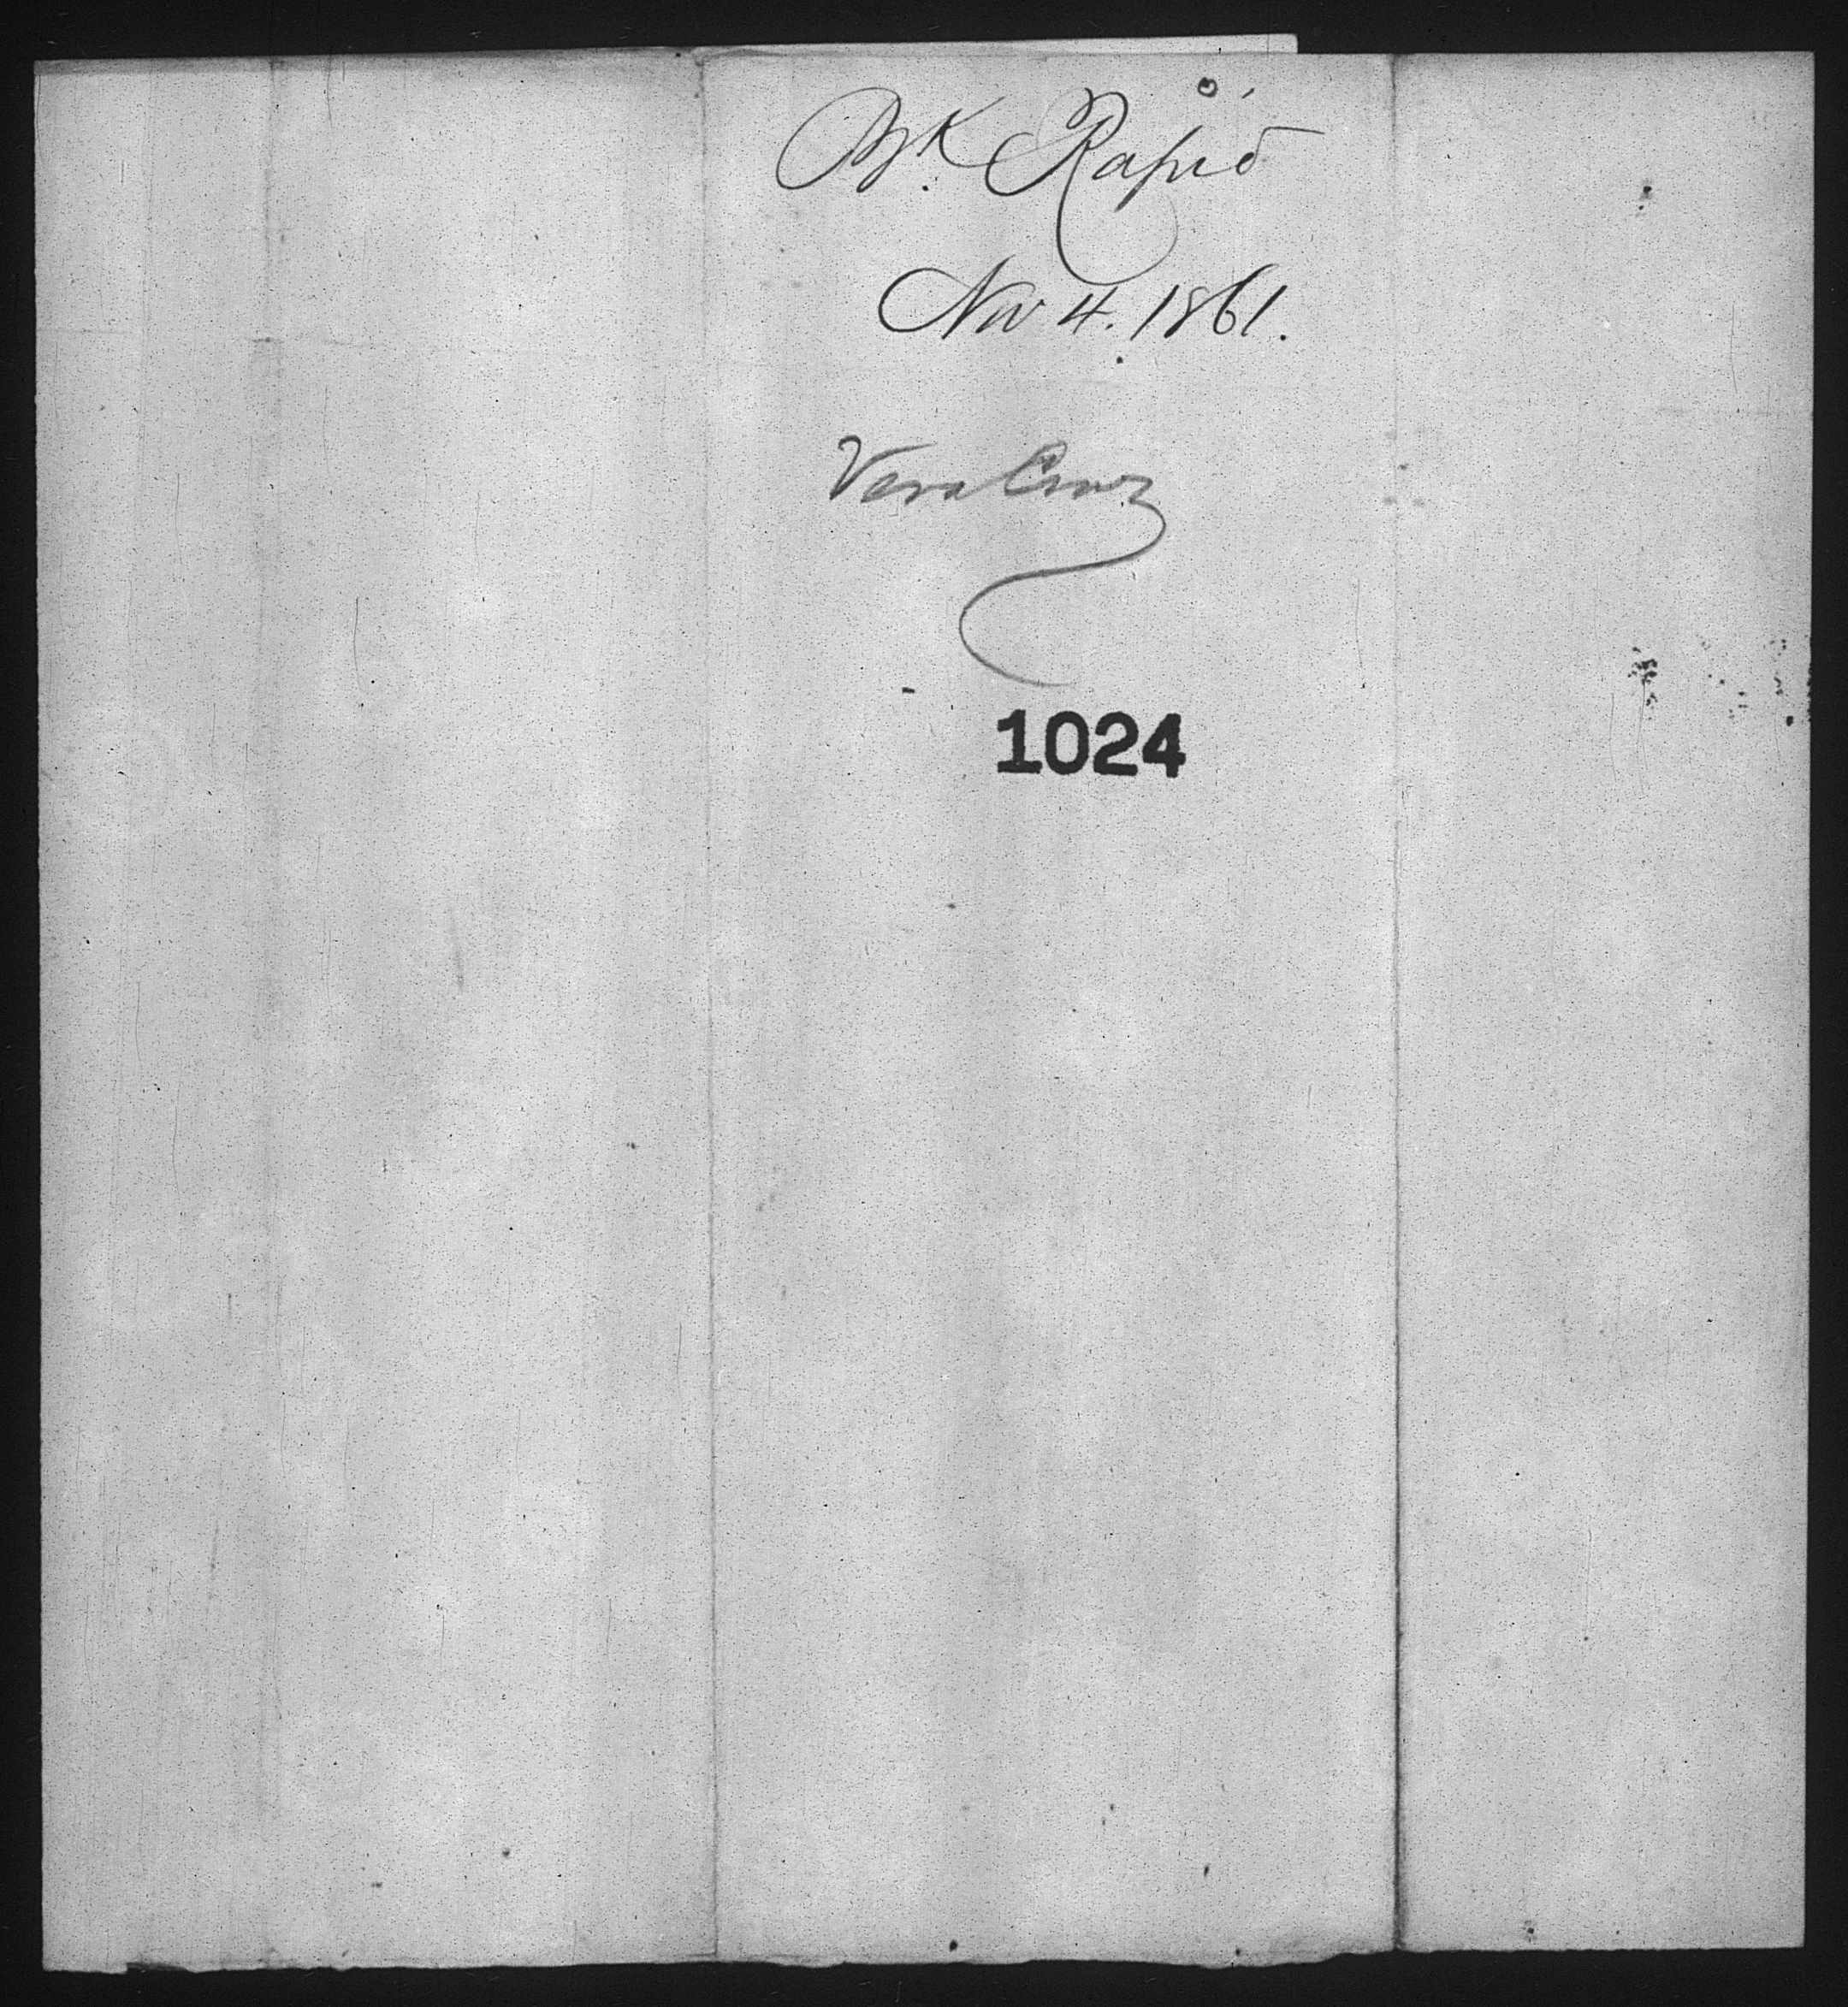 Bk Rapid
Nov 4. 1861.
Vera Cruz
1024